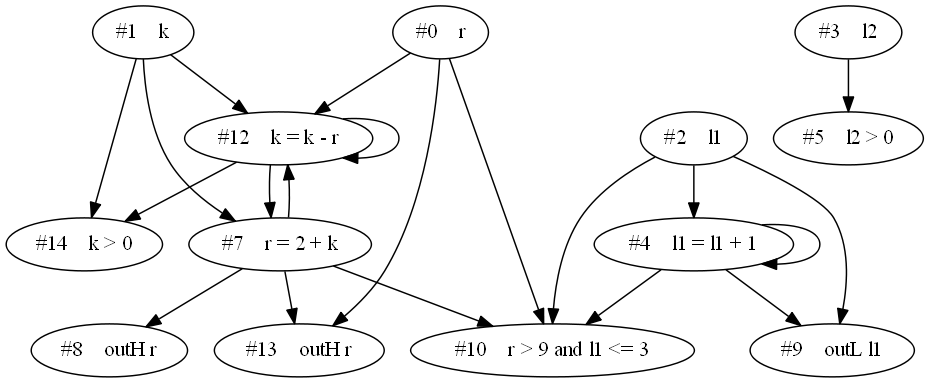 #1 k
#0 r
#3 l2
#12 k = k - r
#2 l1
#5 l2 > 0
#14 k > 0
#7 r = 2 + k
#4 l1 = l1 + 1
#8 outH r
#13 outH r
#10 r > 9 and l1 <= 3
#9 outL l1